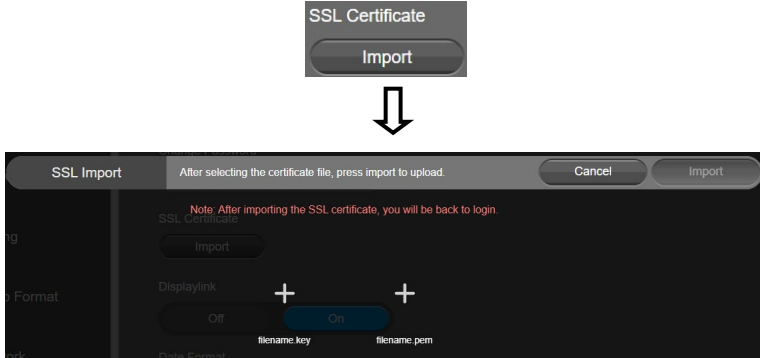 SSL Certificate
Import
Change Password
SSL Import
After selecting the certificate file, press import to upload.
Cancel
Import
Note: After importing the SSL certificate, you will be back to login.
SSL Certificate
Import
Displaylink
Format
Off
On
filename.key
filename.pem
Date Format